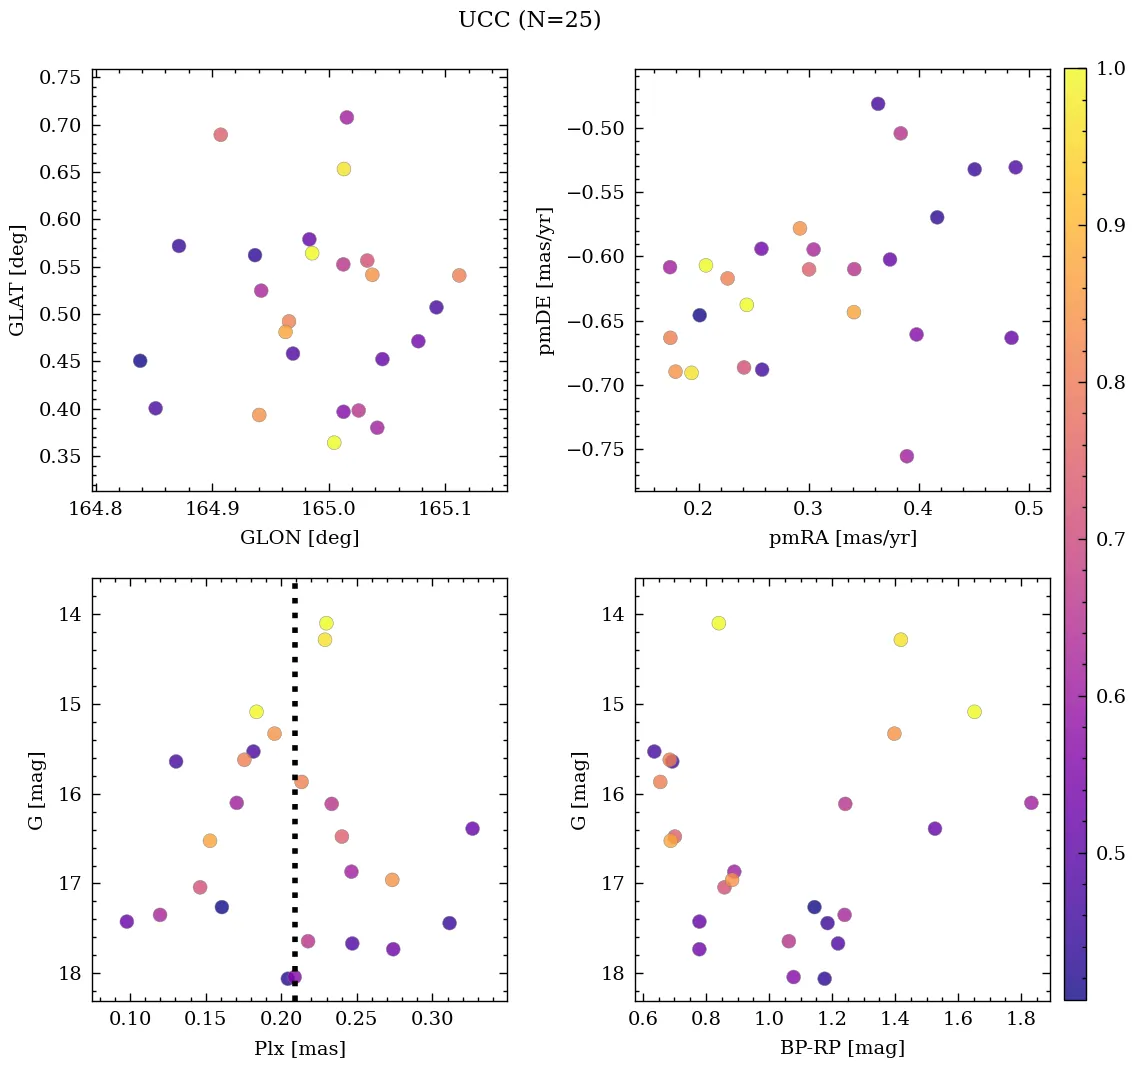 UCC (N=25)
0.75
0.70
0.65
0.60
0.55
0.50
0.45
0.40
0.35
GLAT [deg]
164.8 164.9 165.0 165.1
GLON [deg]
−0.50
−0.55
−0.60
−0.65
−0.70
−0.75
pmDE [mas/yr]
0.2 0.3 0.4 0.5
pmRA [mas/yr]
1.0
0.9
0.8
0.7
0.6
0.5
14
15
16
17
18
G [mag]
0.10 0.15 0.20 0.25 0.30
Plx [mas]
14
15
16
17
18
G [mag]
0.6 0.8 1.0 1.2 1.4 1.6 1.8
BP-RP [mag]